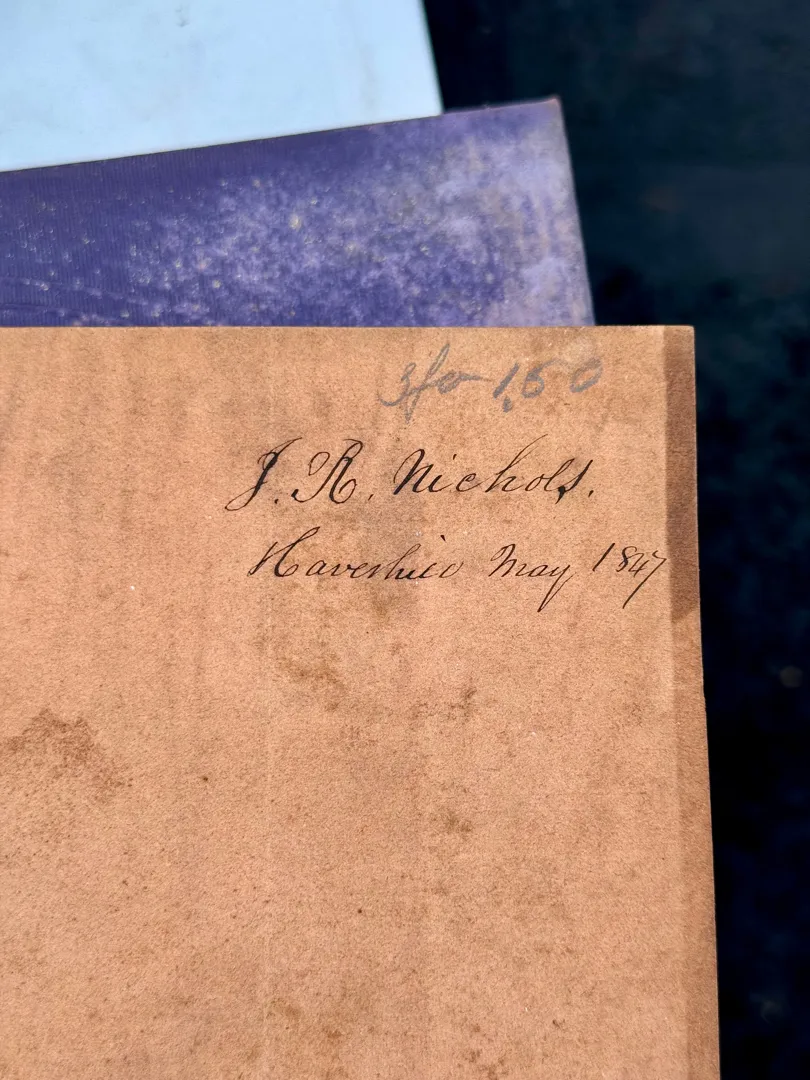 3 for 1.50
J. R. Nichols.
Haverhill May 1847